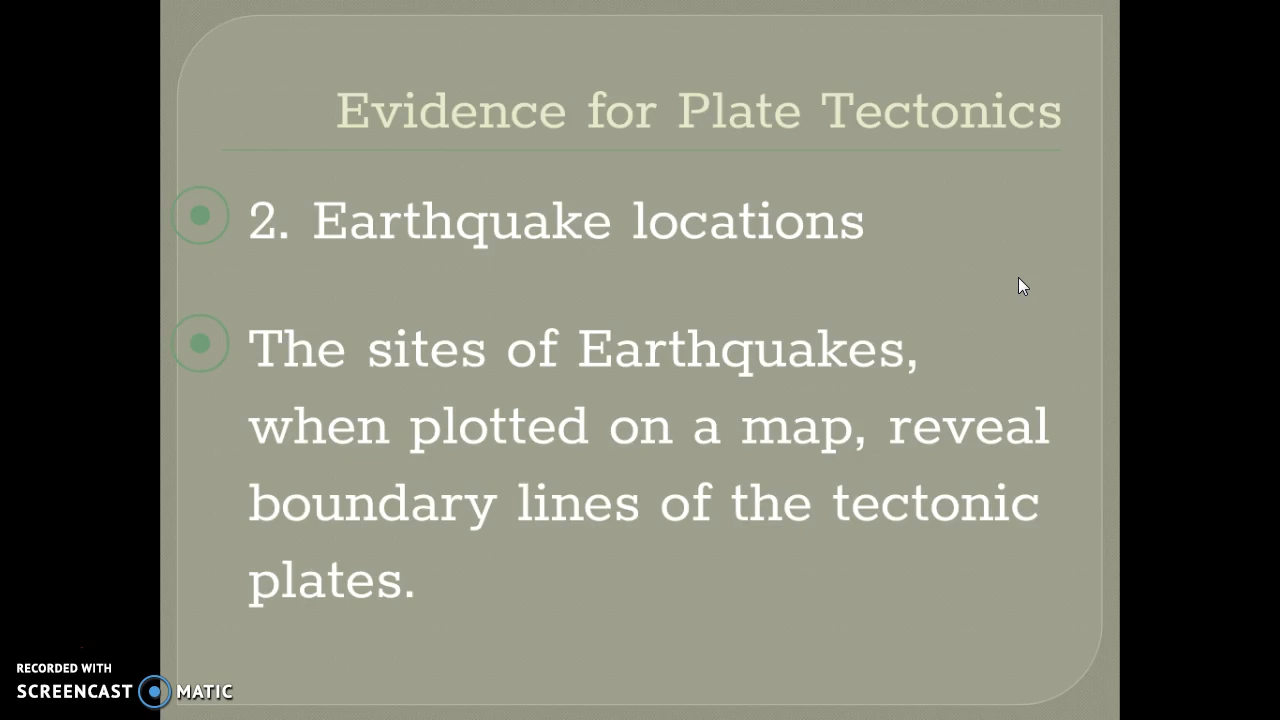 Evidence for Plate Tectonics
2. Earthquake locations
The sites of Earthquakes,
when plotted on a map, reveal
boundary lines of the tectonic
plates.
RECORDED WITH
SCREENCAST MATIC